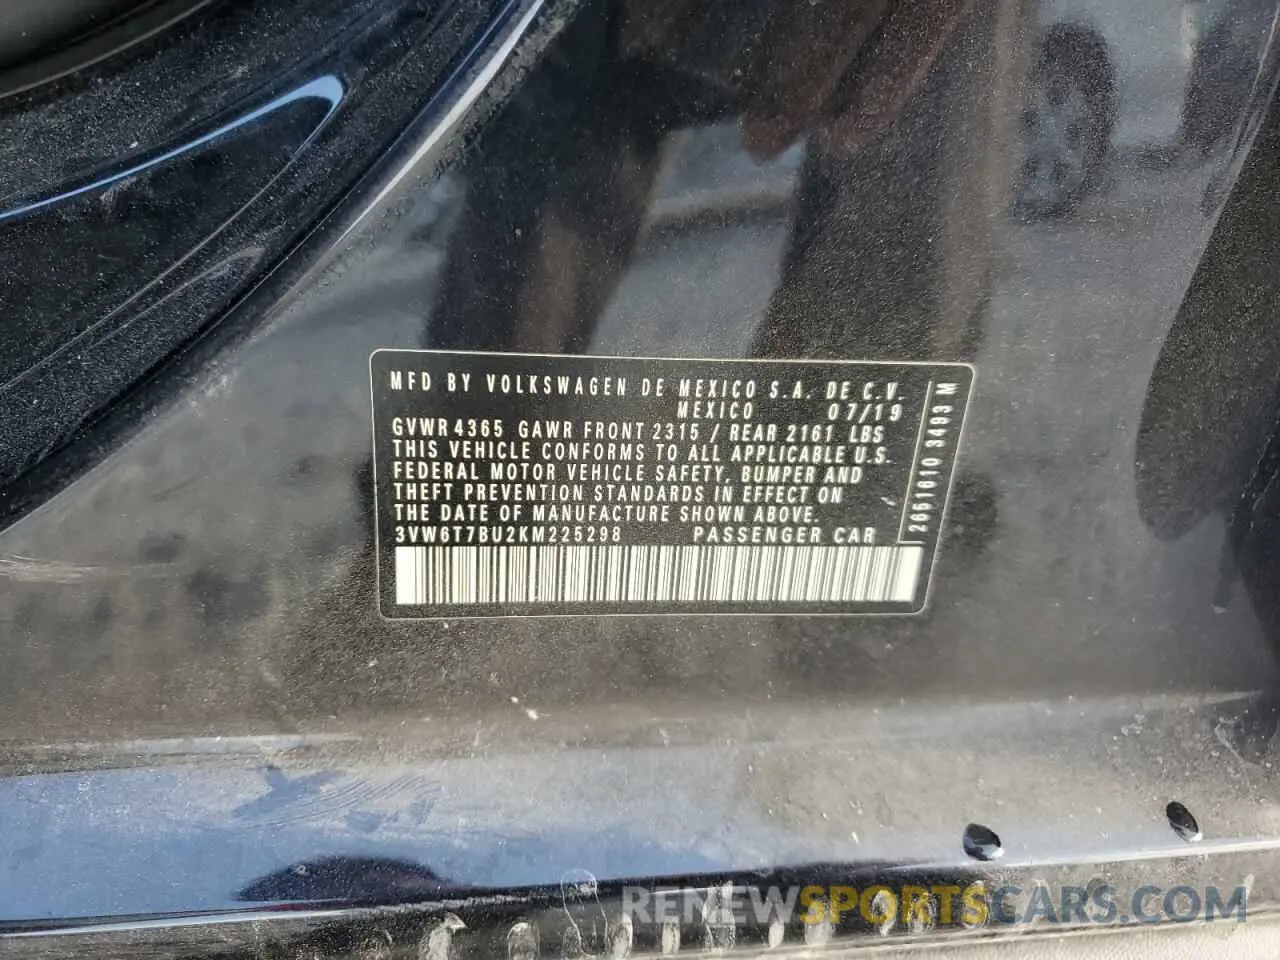 MFD BY VOLKSWAGEN DE MEXICO S.A. DE C.V.
MEXICO 07/19
GVWR 4365 GAWR FRONT 2315 / REAR 2161 LBS
THIS VEHICLE CONFORMS TO ALL APPLICABLE U.S.
FEDERAL MOTOR VEHICLE SAFETY, BUMPER AND
THEFT PREVENTION STANDARDS IN EFFECT ON
THE DATE OF MANUFACTURE SHOWN ABOVE.
3VW6T7BU2KM225298 PASSENGER CAR
2651610 3493 M
RENEWSPORTSCARS.COM